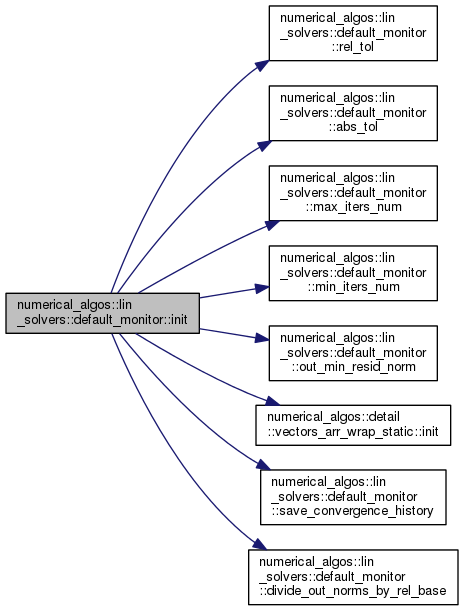 numerical_algos::lin
_solvers::default_monitor
::rel_tol
numerical_algos::lin
_solvers::default_monitor
::abs_tol
numerical_algos::lin
_solvers::default_monitor
::max_iters_num
numerical_algos::lin
_solvers::default_monitor
::min_iters_num
numerical_algos::lin
_solvers::default_monitor::init
numerical_algos::lin
_solvers::default_monitor
::out_min_resid_norm
numerical_algos::detail
::vectors_arr_wrap_static::init
numerical_algos::lin
_solvers::default_monitor
::save_convergence_history
numerical_algos::lin
_solvers::default_monitor
::divide_out_norms_by_rel_base